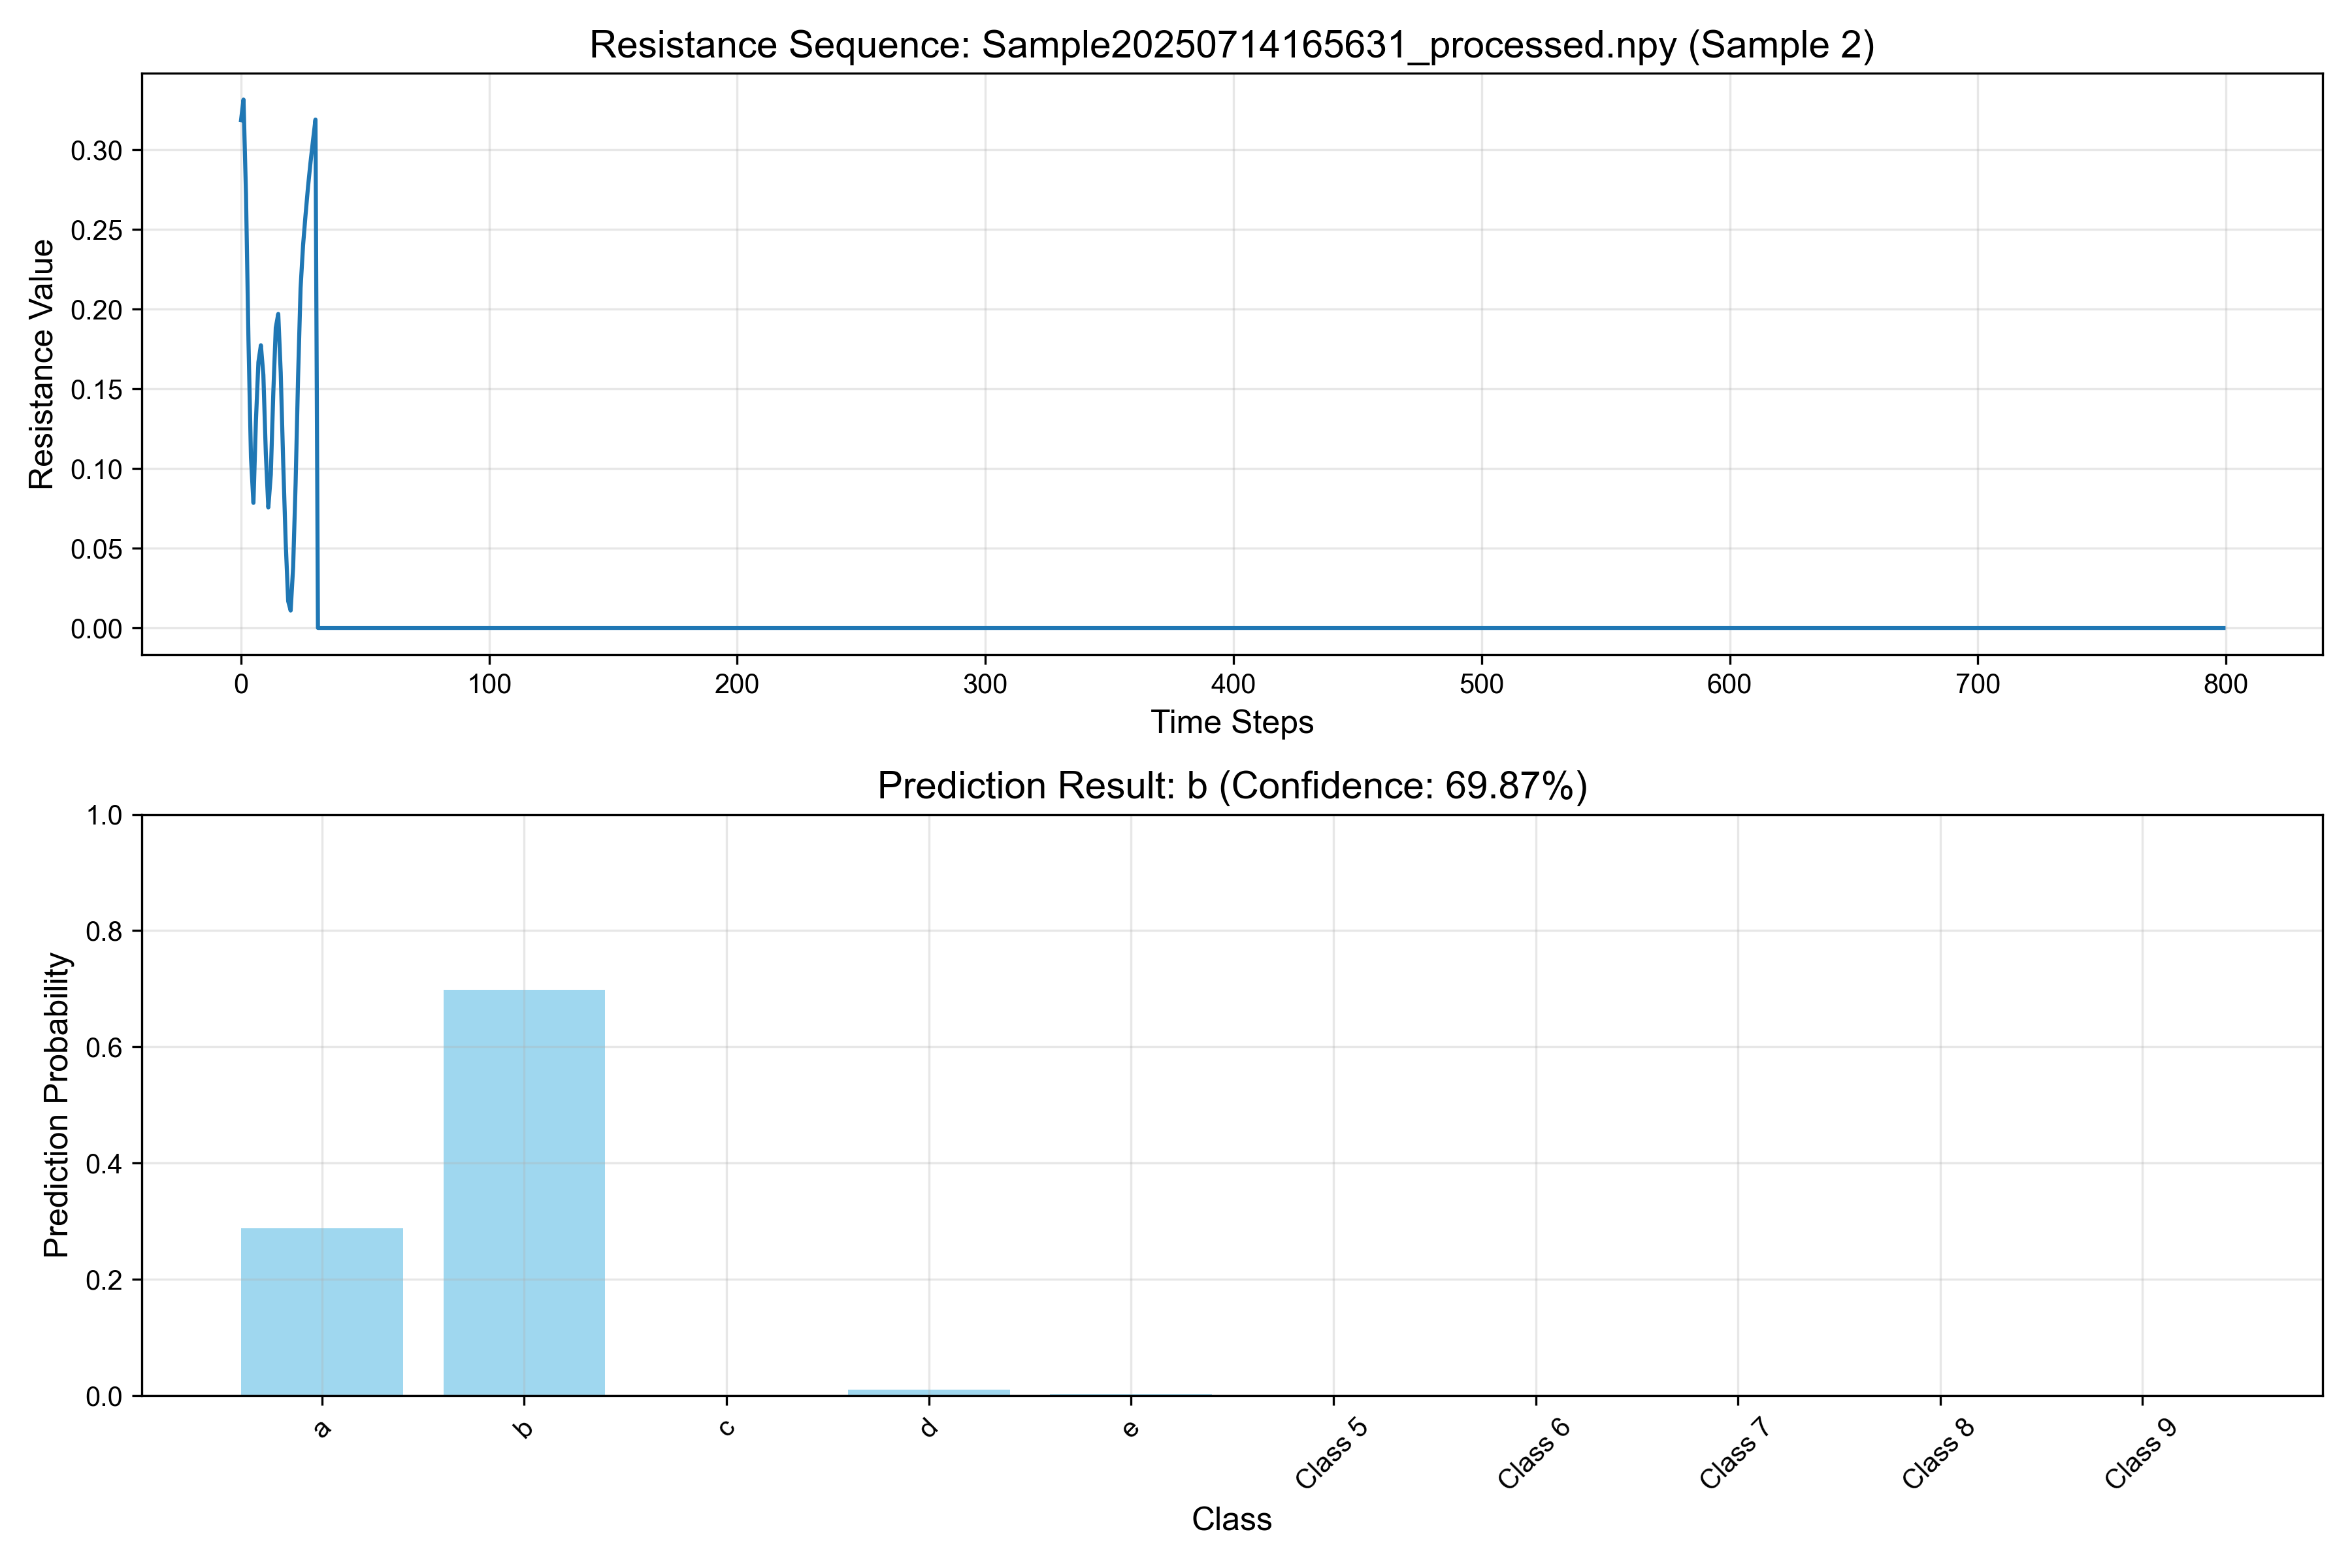 Resistance Sequence: Sample20250714165631_processed.npy (Sample 2)
Resistance Value
0.30
0.25
0.20
0.15
0.10
0.05
0.00
0 100 200 300 400 500 600 700 800
Time Steps
Prediction Result: b (Confidence: 69.87%)
Prediction Probability
1.0
0.8
0.6
0.4
0.2
0.0
a b c d e Class 5 Class 6 Class 7 Class 8 Class 9
Class